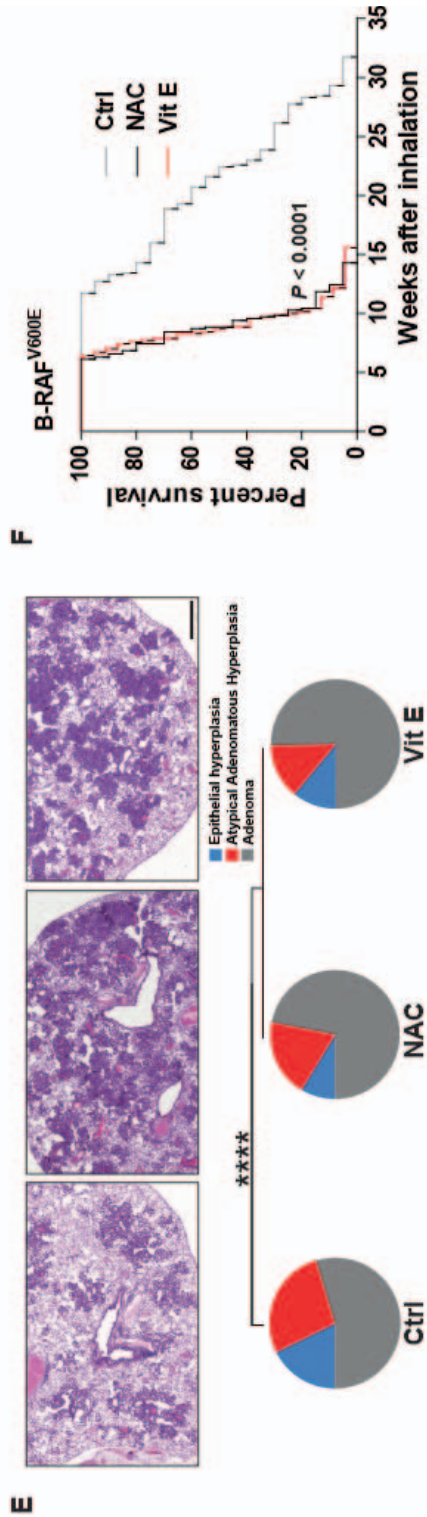 E
Epithelial hyperplasia
Atypical Adenomatous Hyperplasia
Adenoma
****
Ctrl
NAC
Vit E
F
B-RAF^V600E
Ctrl
NAC
Vit E
P < 0.0001
Percent survival
100
80
60
40
20
0
0 5 10 15 20 25 30 35
Weeks after inhalation